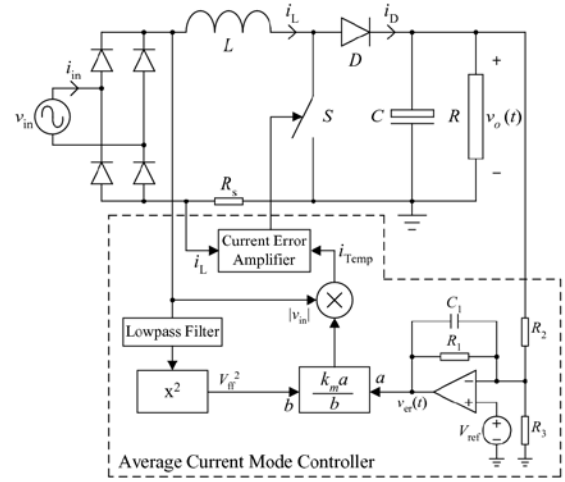 i_L
i_D
L
D
i_in
v_in
S
C
R
+
v_o(t)
−
R_s
Current Error
Amplifier
i_L
i_Temp
×
|v_in|
Lowpass Filter
C_1
R_1
R_2
x^2
V_ff^2
b
k_m a
b
a
v_er(t)
−
+
V_ref
+
−
R_3
Average Current Mode Controller